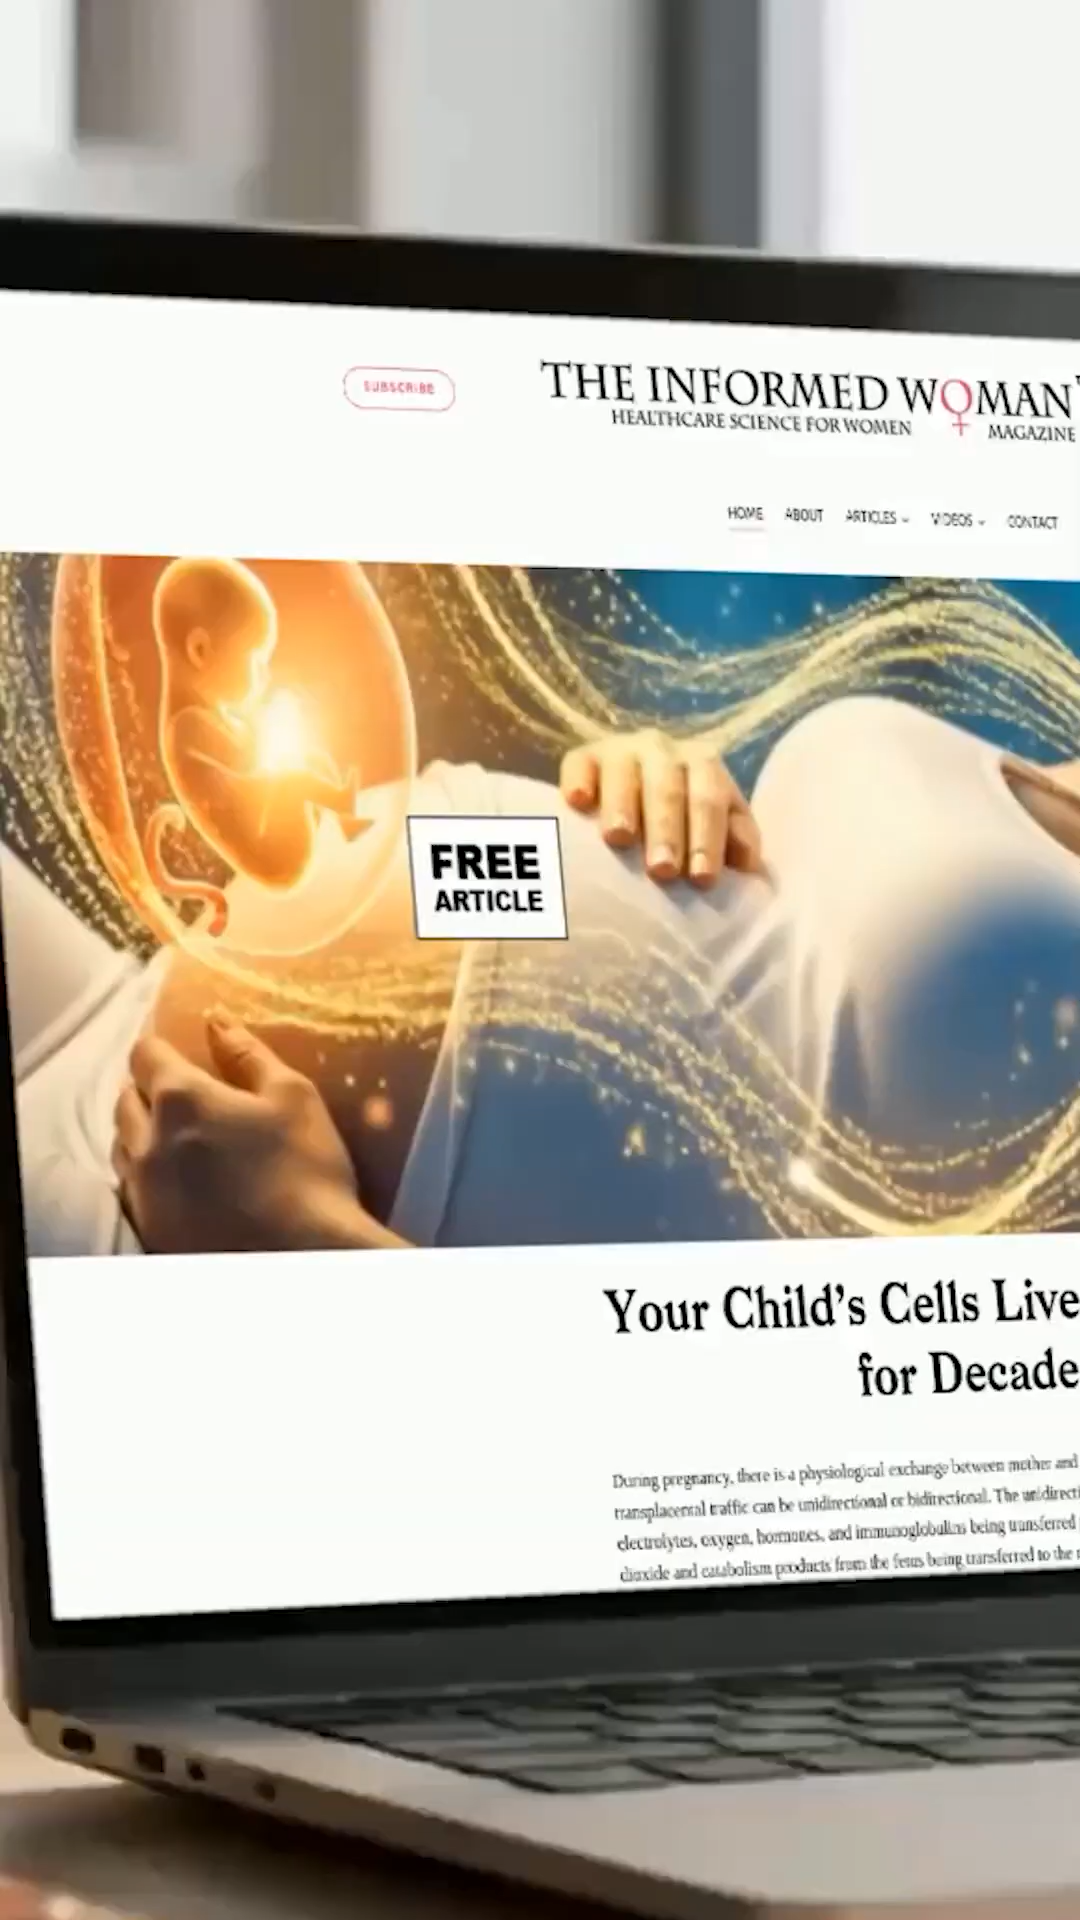 SUBSCRIBE
THE INFORMED WOMAN
HEALTHCARE SCIENCE FOR WOMEN MAGAZINE
HOME ABOUT ARTICLES VIDEOS CONTACT
FREE
ARTICLE
Your Child's Cells Live
for Decade
During pregnancy, there is a physiological exchange between mother and
transplacental traffic can be unidirectional or bidirectional. The unidirecti
electrolytes, oxygen, hormones, and immunoglobulins being transferred
dioxide and catabolism products from the fetus being transferred to the